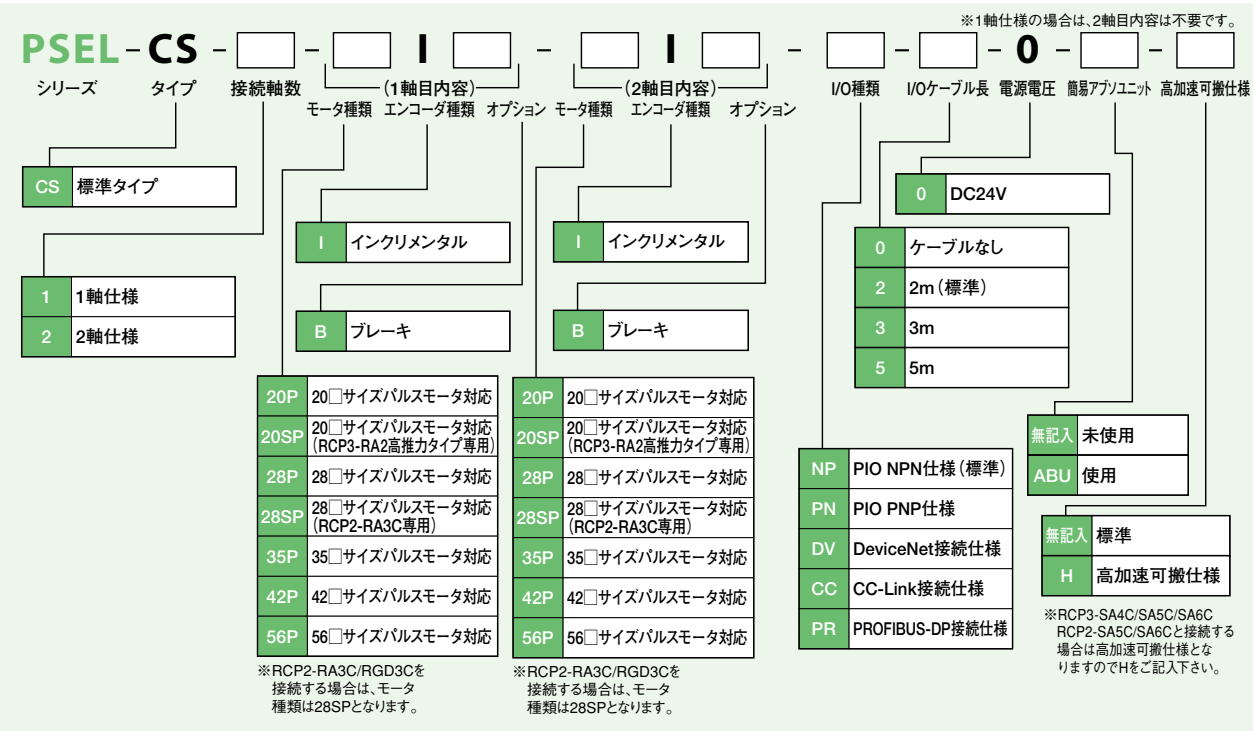 ※1軸仕様の場合は、2軸目内容は不要です。
PSEL-CS-□-□I□-□I□-□-□-0-□-□
シリーズ タイプ 接続軸数 (1軸目内容) (2軸目内容) I/O種類 I/Oケーブル長 電源電圧 簡易アブソユニット 高加速可搬仕様
モータ種類 エンコーダ種類 オプション モータ種類 エンコーダ種類 オプション
CS 標準タイプ
1 1軸仕様
2 2軸仕様
I インクリメンタル
B ブレーキ
20P 20□サイズパルスモータ対応
20SP 20□サイズパルスモータ対応
(RCP3-RA2高推力タイプ専用)
28P 28□サイズパルスモータ対応
28SP 28□サイズパルスモータ対応
(RCP2-RA3C専用)
35P 35□サイズパルスモータ対応
42P 42□サイズパルスモータ対応
56P 56□サイズパルスモータ対応
※RCP2-RA3C/RGD3Cを
接続する場合は、モータ
種類は28SPとなります。
I インクリメンタル
B ブレーキ
20P 20□サイズパルスモータ対応
20SP 20□サイズパルスモータ対応
(RCP3-RA2高推力タイプ専用)
28P 28□サイズパルスモータ対応
28SP 28□サイズパルスモータ対応
(RCP2-RA3C専用)
35P 35□サイズパルスモータ対応
42P 42□サイズパルスモータ対応
56P 56□サイズパルスモータ対応
※RCP2-RA3C/RGD3Cを
接続する場合は、モータ
種類は28SPとなります。
NP PIO NPN仕様(標準)
PN PIO PNP仕様
DV DeviceNet接続仕様
CC CC-Link接続仕様
PR PROFIBUS-DP接続仕様
0 DC24V
0 ケーブルなし
2 2m(標準)
3 3m
5 5m
無記入 未使用
ABU 使用
無記入 標準
H 高加速可搬仕様
※RCP3-SA4C/SA5C/SA6C
RCP2-SA5C/SA6Cと接続する
場合は高加速可搬仕様とな
りますのでHをご記入下さい。